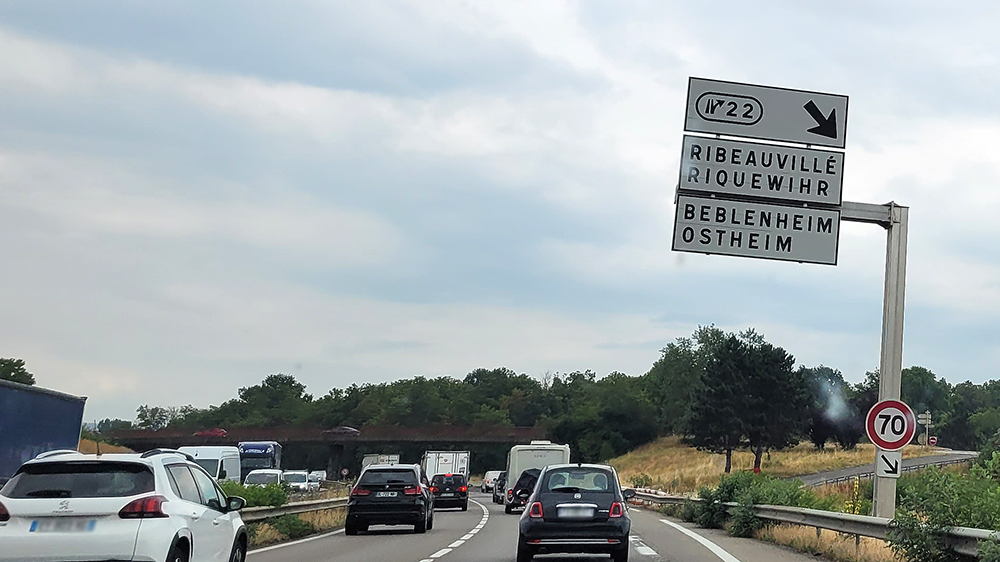 22
RIBEAUVILLÉ
RIQUEWIHR
BEBLENHEIM
OSTHEIM
70